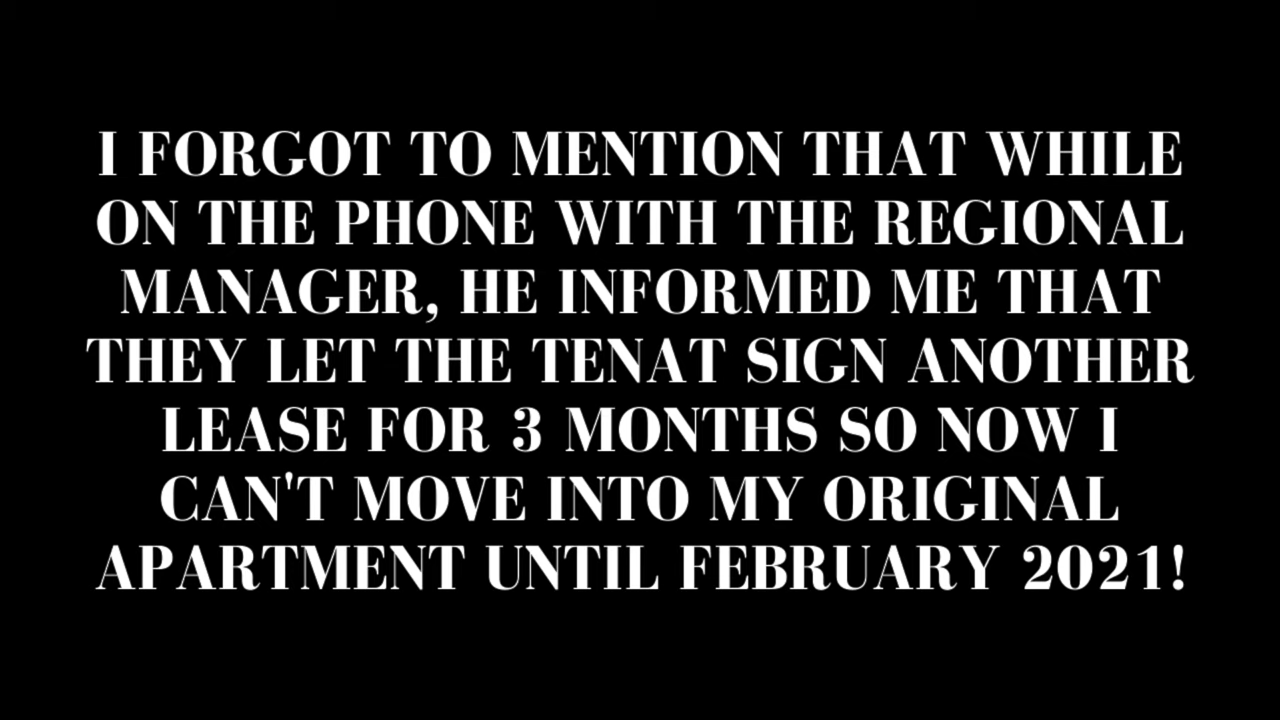 I FORGOT TO MENTION THAT WHILE
ON THE PHONE WITH THE REGIONAL
MANAGER, HE INFORMED ME THAT
THEY LET THE TENAT SIGN ANOTHER
LEASE FOR 3 MONTHS SO NOW I
CAN'T MOVE INTO MY ORIGINAL
APARTMENT UNTIL FEBRUARY 2021!